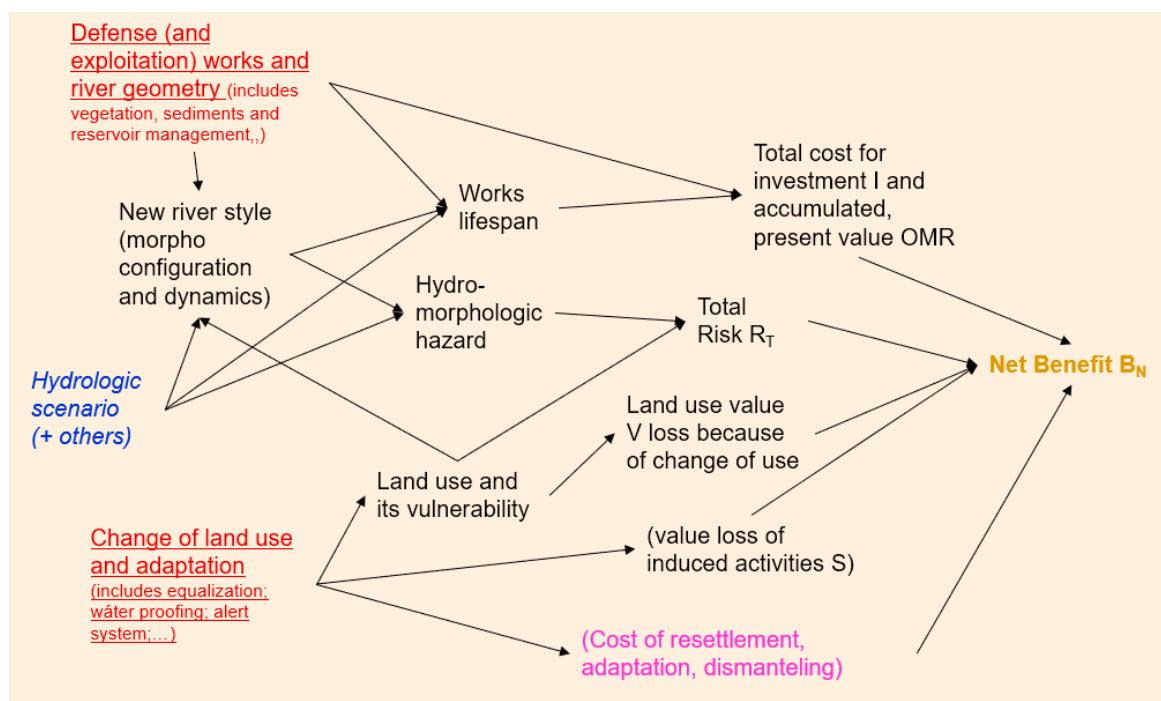 Defense (and
exploitation) works and
river geometry (includes
vegetation, sediments and
reservoir management,,)
New river style
(morpho
configuration
and dynamics)
Works
lifespan
Total cost for
investment I and
accumulated,
present value OMR
Hydro-
morphologic
hazard
Total
Risk RT
Net Benefit BN
Hydrologic
scenario
(+ others)
Land use value
V loss because
of change of use
Land use and
its vulnerability
Change of land use
and adaptation
(includes equalization;
wáter proofing; alert
system;...)
(value loss of
induced activities S)
(Cost of resettlement,
adaptation, dismanteling)